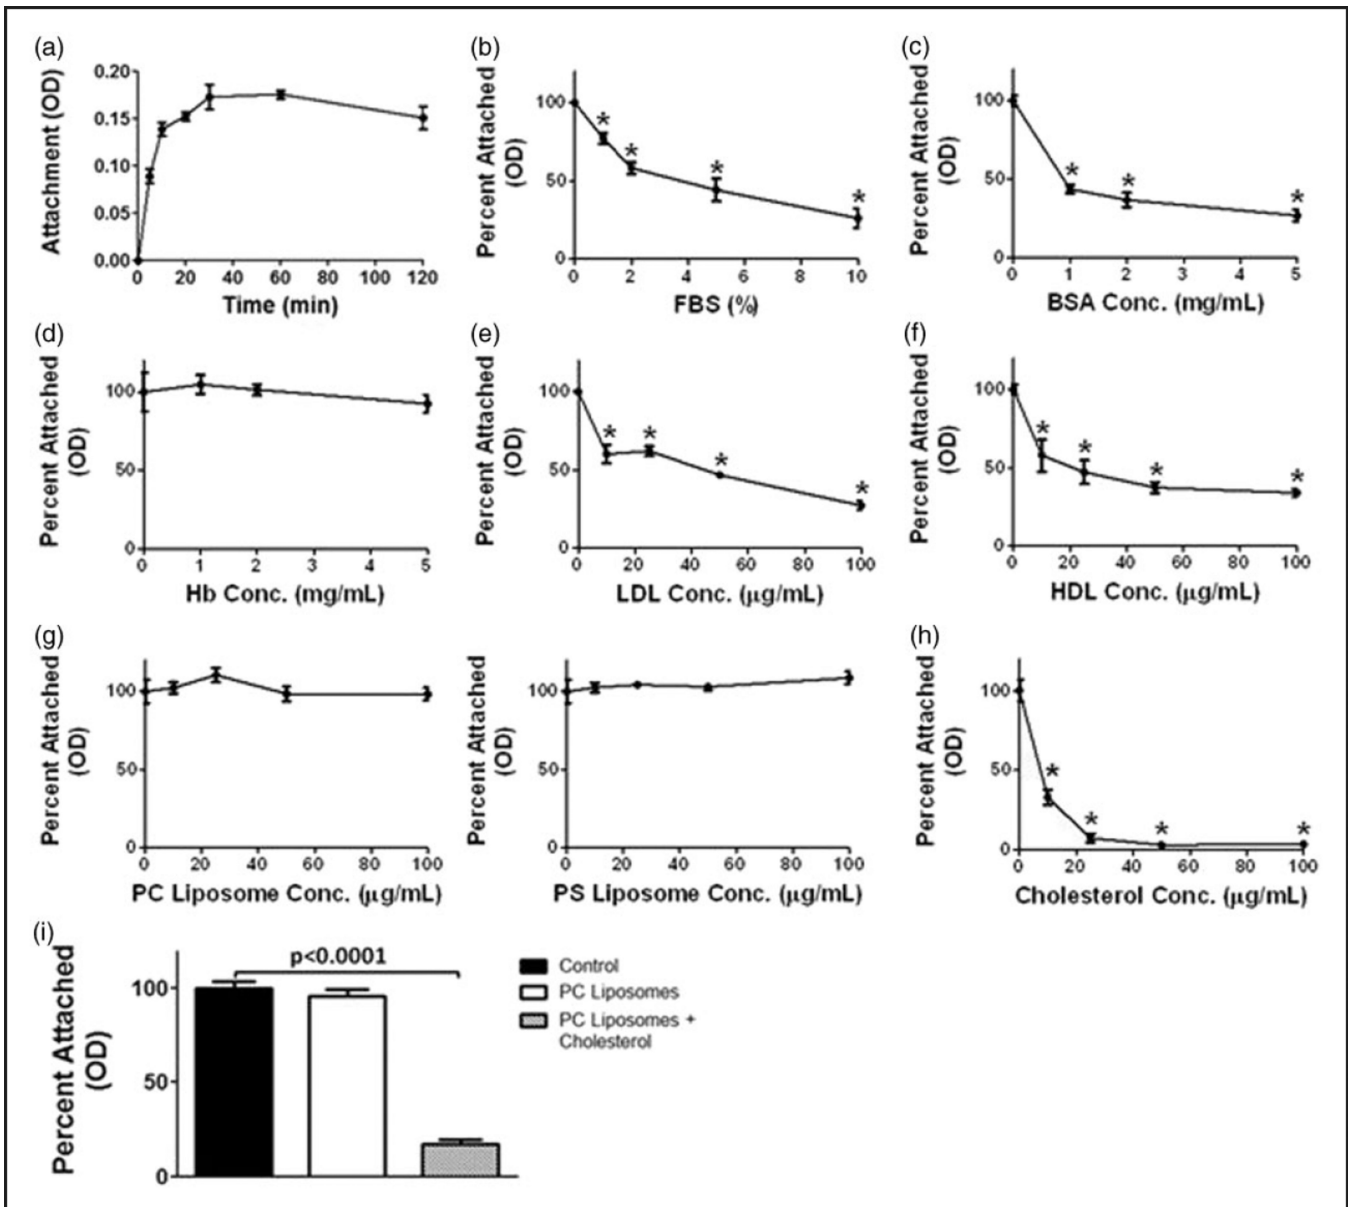 (a)
Attachment (OD)
0.20
0.15
0.10
0.05
0.00
0 20 40 60 80 100 120
Time (min)
(b)
Percent Attached
(OD)
100
50
0
* * * *
0 2 4 6 8 10
FBS (%)
(c)
Percent Attached
(OD)
100
50
0
* * *
0 1 2 3 4 5
BSA Conc. (mg/mL)
(d)
Percent Attached
(OD)
100
50
0
0 1 2 3 4 5
Hb Conc. (mg/mL)
(e)
Percent Attached
(OD)
100
50
0
* * * *
0 20 40 60 80 100
LDL Conc. (μg/mL)
(f)
Percent Attached
(OD)
100
50
0
* * * *
0 20 40 60 80 100
HDL Conc. (μg/mL)
(g)
Percent Attached
(OD)
100
50
0
0 20 40 60 80 100
PC Liposome Conc. (μg/mL)
Percent Attached
(OD)
100
50
0
0 20 40 60 80 100
PS Liposome Conc. (μg/mL)
(h)
Percent Attached
(OD)
100
50
0
* * * *
0 20 40 60 80 100
Cholesterol Conc. (μg/mL)
(i)
Percent Attached
(OD)
100
50
0
p<0.0001
Control
PC Liposomes
PC Liposomes +
Cholesterol